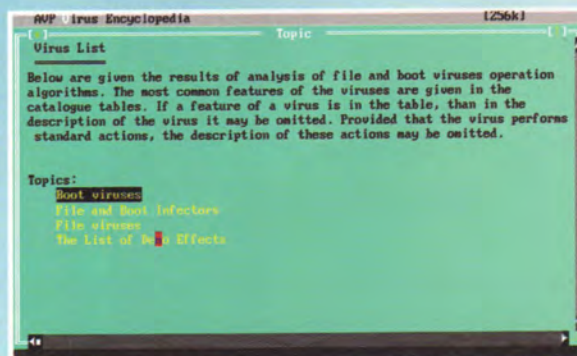 AVP Virus Encyclopedia [256k]
Topic
Virus List
Below are given the results of analysis of file and boot viruses operation
algorithms. The most common features of the viruses are given in the
catalogue tables. If a feature of a virus is in the table, than in the
description of the virus it may be omitted. Provided that the virus performs
standard actions, the description of these actions may be omitted.
Topics:
Boot viruses
File and Boot Infectors
File viruses
The List of Demo Effects